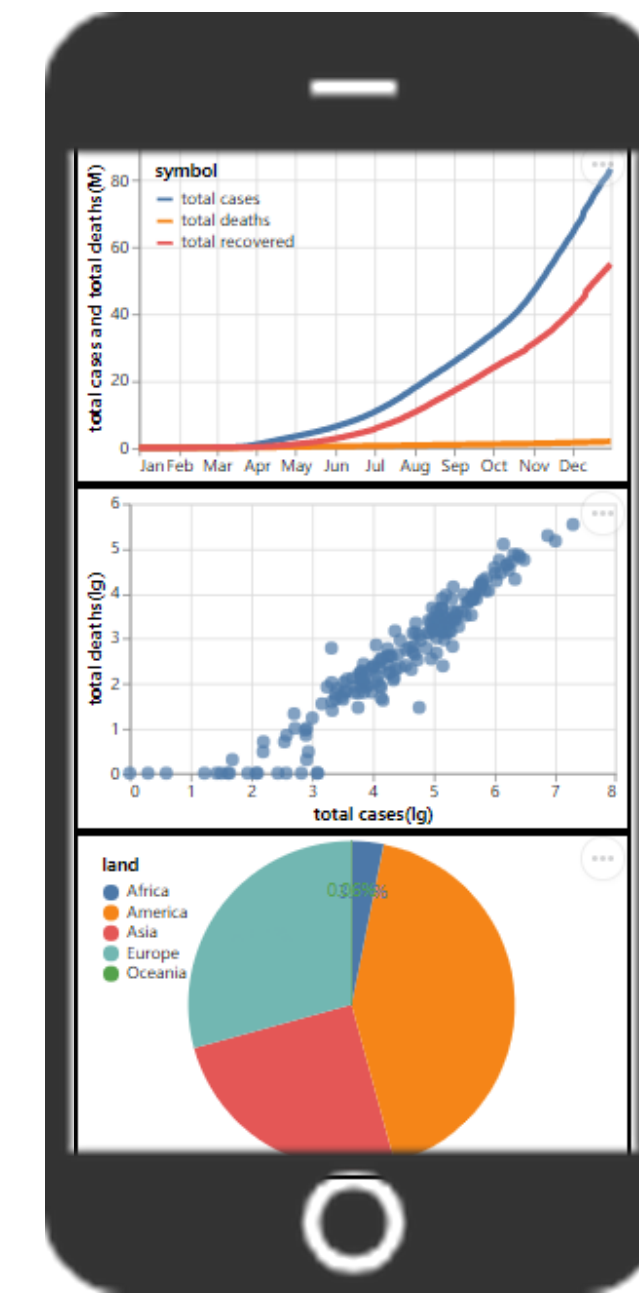 total cases and total deaths(M)
80
60
40
20
0
symbol
total cases
total deaths
total recovered
Jan Feb Mar Apr May Jun Jul Aug Sep Oct Nov Dec
total deaths(lg)
6
5
4
3
2
1
0
0 1 2 3 4 5 6 7 8
total cases(lg)
land
Africa
America
Asia
Europe
Oceania